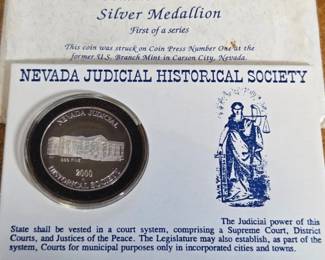 Silver Medallion
First of a series
This coin was struck on Coin Press Number One at the
former U.S. Branch Mint in Carson City, Nevada.
NEVADA JUDICIAL HISTORICAL SOCIETY
NEVADA JUDICIAL
.999 FINE
2000
HISTORICAL SOCIETY
The Judicial power of this
State shall be vested in a court system, comprising a Supreme Court, District
Courts, and Justices of the Peace. The Legislature may also establish, as part of the
system, Courts for municipal purposes only in incorporated cities and towns.